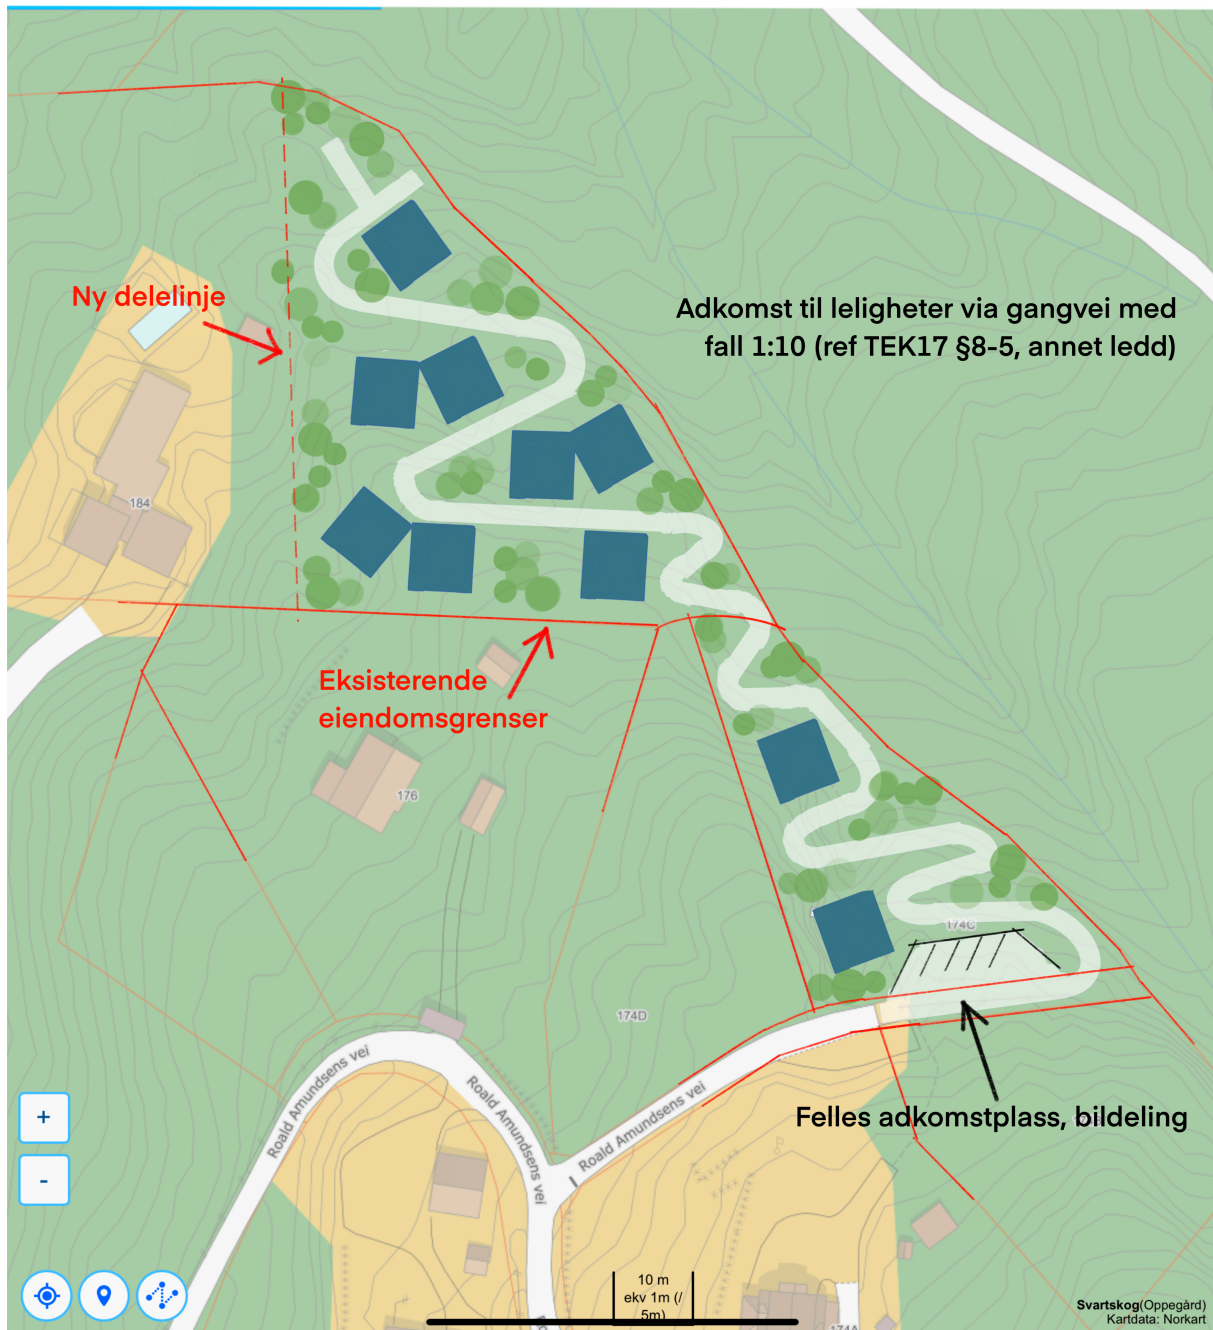 Ny delelinje
Adkomst til leligheter via gangvei med
fall 1:10 (ref TEK17 §8-5, annet ledd)
184
Eksisterende
eiendomsgrenser
176
174C
174D
Roald Amundsens vei
Roald Amundsens vei
Roald Amundsens vei
Felles adkomstplass, bildeling
+
-
10 m
ekv 1m (/
5m)
Svartskog(Oppegård)
Kartdata: Norkart
174A